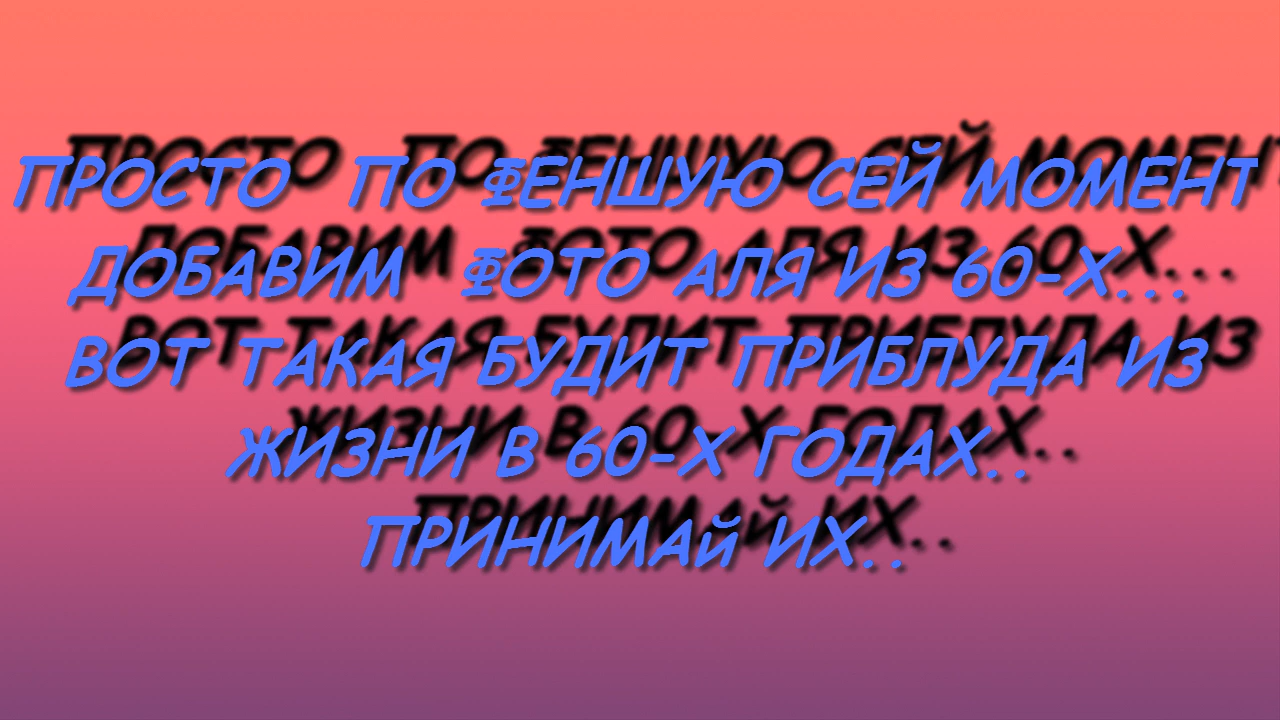 ПРОСТО ПО ФЕНШУЮ СЕЙ МОМЕНТ
ДОБАВИМ ФОТО АЛЯ ИЗ 60-Х...
ВОТ ТАКАЯ БУДИТ ПРИБЛУДА ИЗ
ЖИЗНИ В 60-Х ГОДАХ..
ПРИНИМАй ИХ..